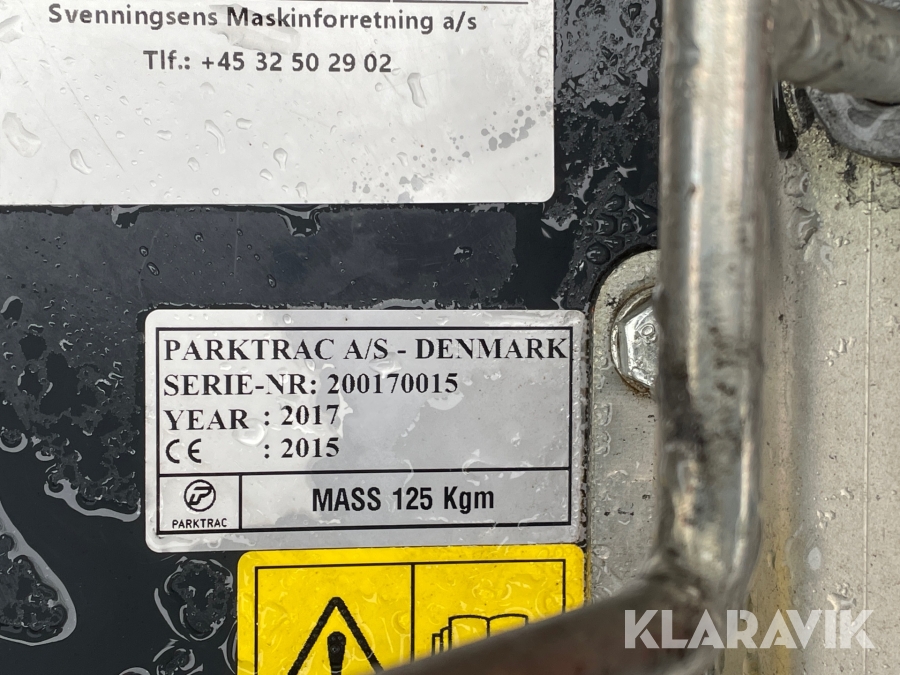 Svenningsens Maskinforretning a/s
Tlf.: +45 32 50 29 02
PARKTRAC A/S - DENMARK
SERIE-NR: 200170015
YEAR : 2017
CE : 2015
PARKTRAC
MASS 125 Kgm
KLARAVIK